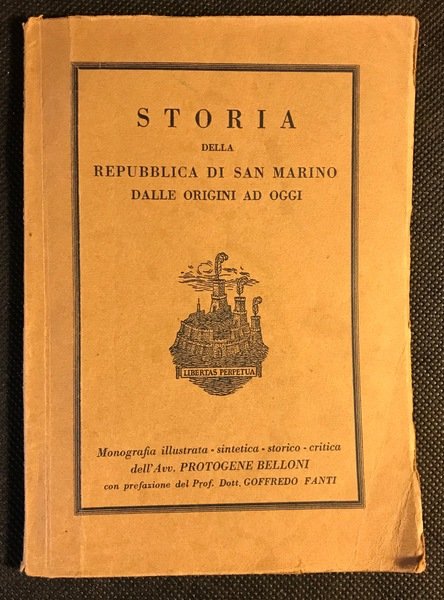 STORIA
DELLA
REPUBBLICA DI SAN MARINO
DALLE ORIGINI AD OGGI
LIBERTAS PERPETUA
Monografia illustrata - sintetica - storico - critica
dell'Avv. PROTOGENE BELLONI
con prefazione del Prof. Dott. GOFFREDO FANTI